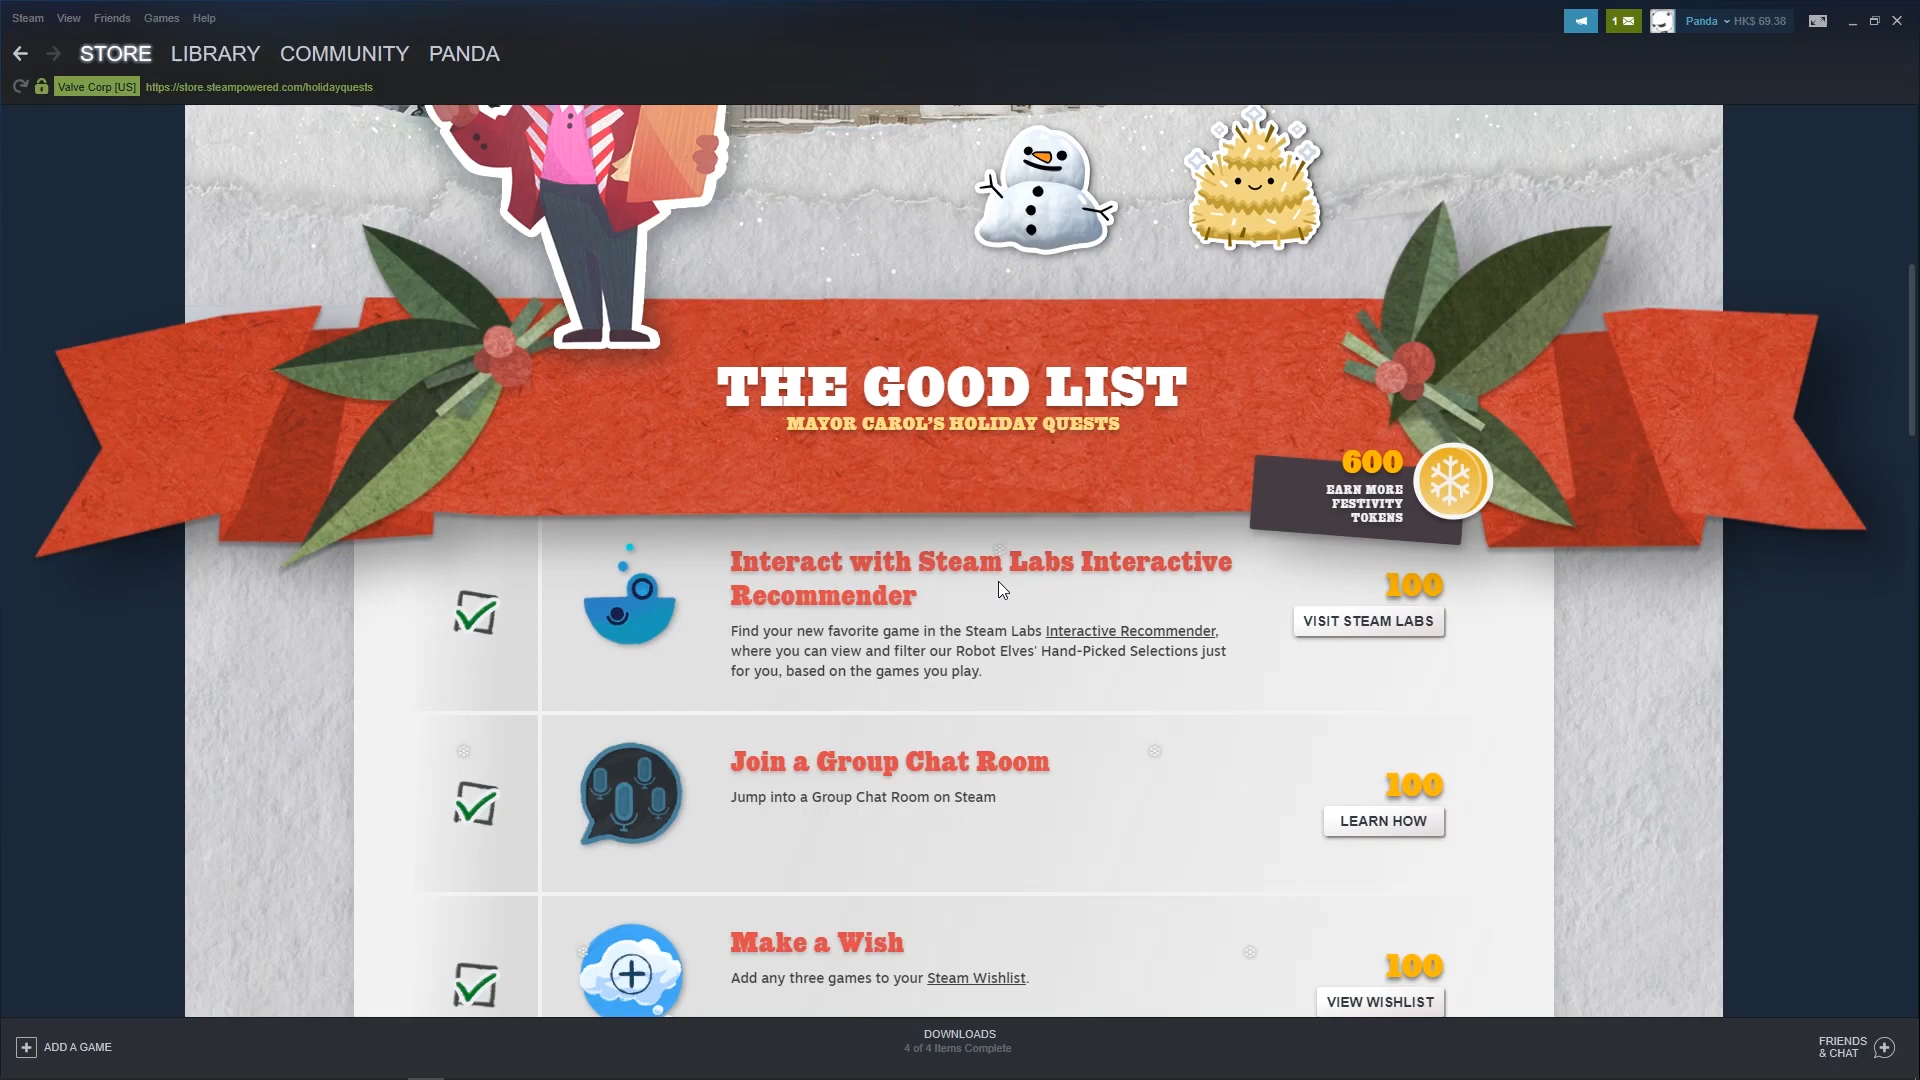 Steam View Friends Games Help
1
Panda HK$ 69.38
STORE LIBRARY COMMUNITY PANDA
Valve Corp [US] https://store.steampowered.com/holidayquests
THE GOOD LIST
MAYOR CAROL'S HOLIDAY QUESTS
600
EARN MORE
FESTIVITY
TOKENS
Interact with Steam Labs Interactive
Recommender
Find your new favorite game in the Steam Labs Interactive Recommender,
where you can view and filter our Robot Elves' Hand-Picked Selections just
for you, based on the games you play.
100
VISIT STEAM LABS
Join a Group Chat Room
Jump into a Group Chat Room on Steam
100
LEARN HOW
Make a Wish
Add any three games to your Steam Wishlist.
100
VIEW WISHLIST
ADD A GAME
DOWNLOADS
4 of 4 Items Complete
FRIENDS
& CHAT